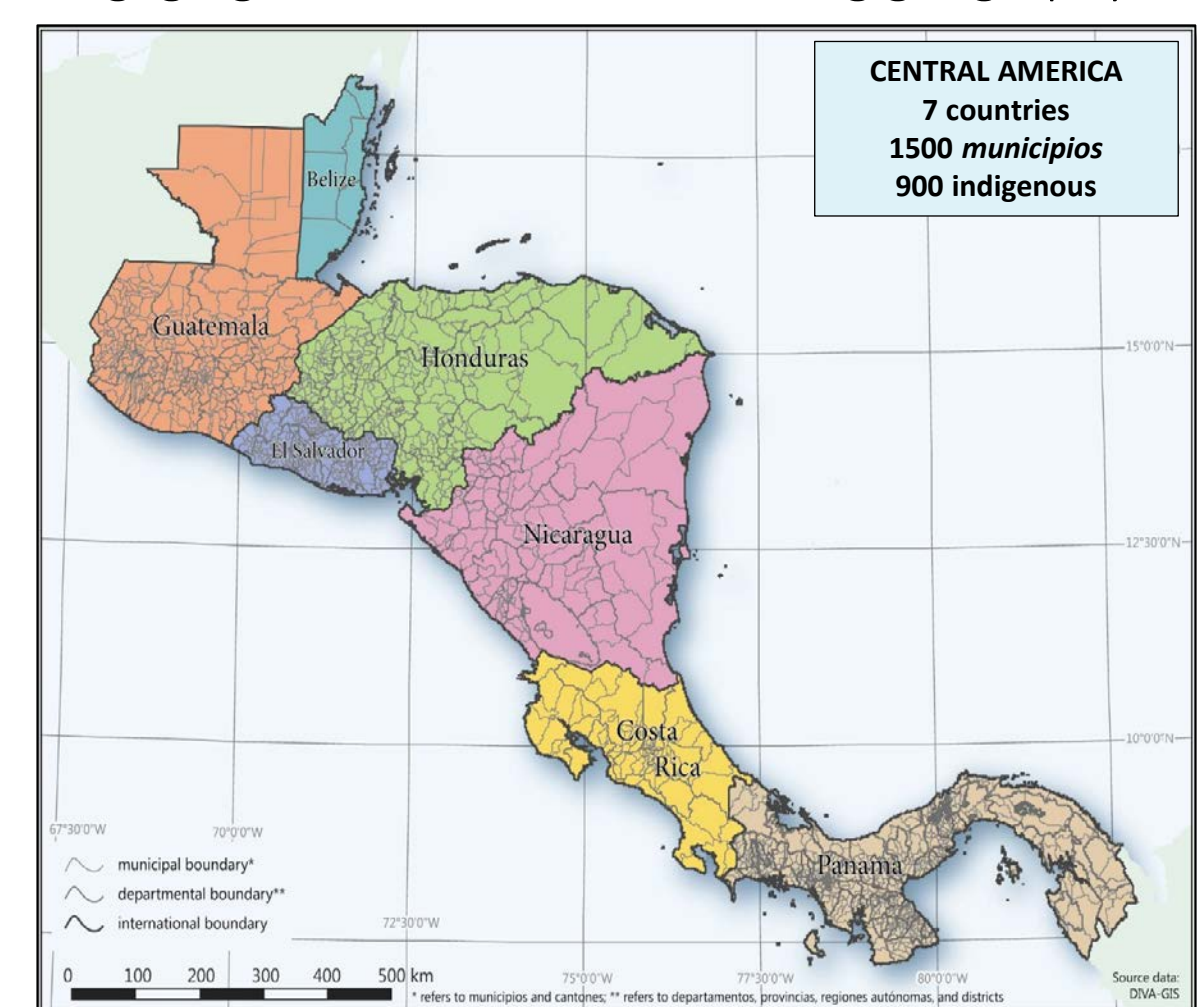 CENTRAL AMERICA
7 countries
1500 municipios
900 indigenous
Belize
Guatemala
Honduras
15°0'0"N
El Salvador
Nicaragua
12°30'0"N
Costa
Rica
10°0'0"N
Panama
67°30'0"W
70°0'0"W
municipal boundary*
departmental boundary**
international boundary
72°30'0"W
0 100 200 300 400 500 km
75°0'0"W
77°30'0"W
80°0'0"W
Source data:
DIVA-GIS
* refers to municipios and cantones; ** refers to departamentos, provincias, regiones autónomas, and districts